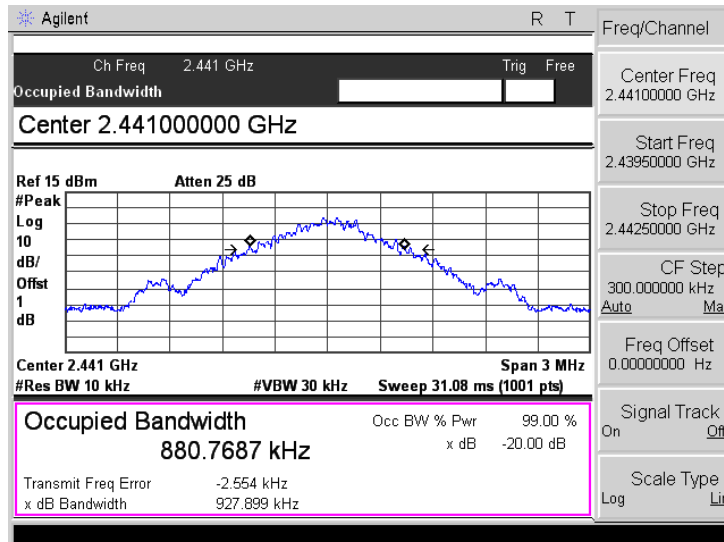 Agilent
R T
Ch Freq 2.441 GHz Trig Free
Occupied Bandwidth
Center 2.441000000 GHz
Ref 15 dBm Atten 25 dB
#Peak
Log
10
dB/
Offst
1
dB
Center 2.441 GHz Span 3 MHz
#Res BW 10 kHz #VBW 30 kHz Sweep 31.08 ms (1001 pts)
Occupied Bandwidth
880.7687 kHz
Occ BW % Pwr 99.00 %
x dB -20.00 dB
Transmit Freq Error -2.554 kHz
x dB Bandwidth 927.899 kHz
Freq/Channel
Center Freq
2.44100000 GHz
Start Freq
2.43950000 GHz
Stop Freq
2.44250000 GHz
CF Step
300.000000 kHz
Auto Ma
Freq Offset
0.00000000 Hz
Signal Track
On Off
Scale Type
Log Lin